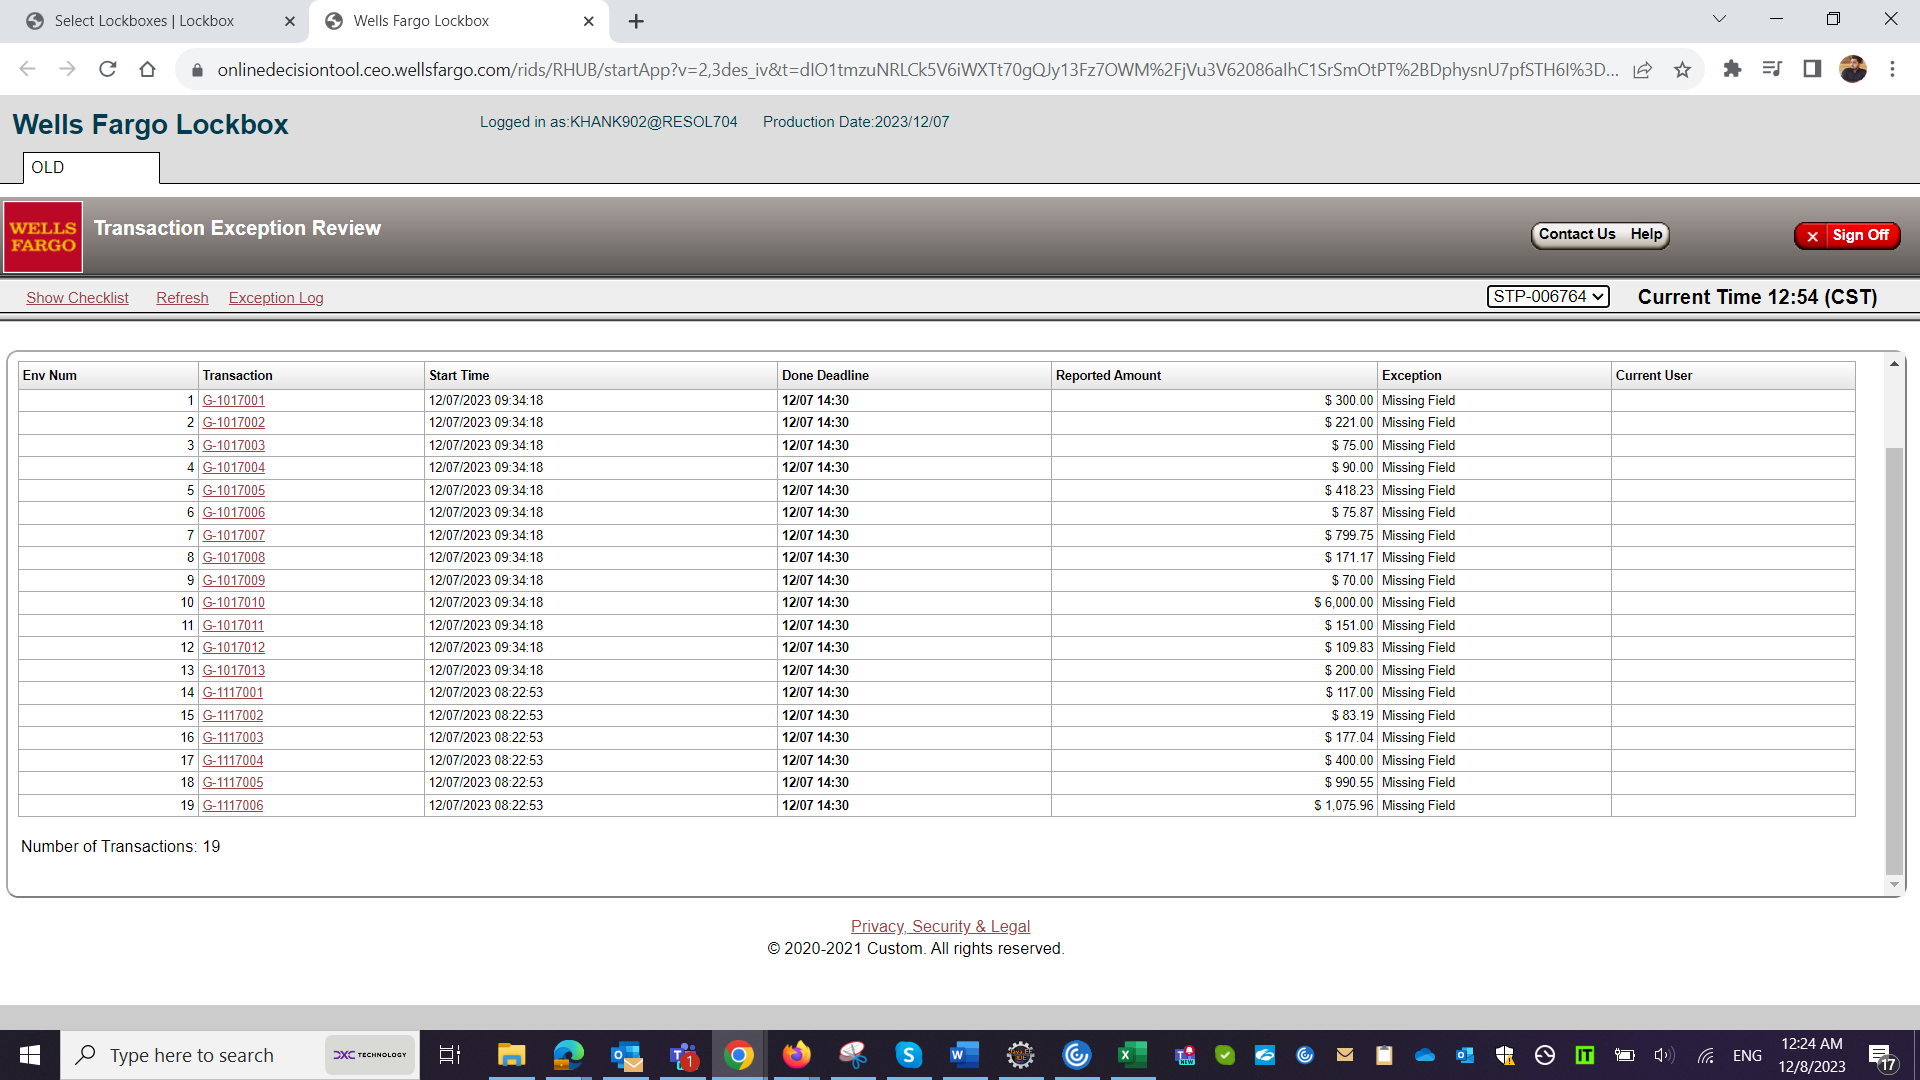 Select Lockboxes | Lockbox
Wells Fargo Lockbox
onlinedecisiontool.ceo.wellsfargo.com/rids/RHUB/startApp?v=2,3des_iv&t=dIO1tmzuNRLCk5V6iWXTt70gQJy13Fz7OWM%2FjVu3V62086aIhC1SrSmOtPT%2BDphysnU7pfSTH6I%3D...
Wells Fargo Lockbox
Logged in as:KHANK902@RESOL704 Production Date:2023/12/07
OLD
WELLS FARGO
Transaction Exception Review
Contact Us Help
Sign Off
Show Checklist Refresh Exception Log
STP-006764
Current Time 12:54 (CST)
Env Num Transaction Start Time Done Deadline Reported Amount Exception Current User
1 G-1017001 12/07/2023 09:34:18 12/07 14:30 $ 300.00 Missing Field
2 G-1017002 12/07/2023 09:34:18 12/07 14:30 $ 221.00 Missing Field
3 G-1017003 12/07/2023 09:34:18 12/07 14:30 $ 75.00 Missing Field
4 G-1017004 12/07/2023 09:34:18 12/07 14:30 $ 90.00 Missing Field
5 G-1017005 12/07/2023 09:34:18 12/07 14:30 $ 418.23 Missing Field
6 G-1017006 12/07/2023 09:34:18 12/07 14:30 $ 75.87 Missing Field
7 G-1017007 12/07/2023 09:34:18 12/07 14:30 $ 799.75 Missing Field
8 G-1017008 12/07/2023 09:34:18 12/07 14:30 $ 171.17 Missing Field
9 G-1017009 12/07/2023 09:34:18 12/07 14:30 $ 70.00 Missing Field
10 G-1017010 12/07/2023 09:34:18 12/07 14:30 $ 6,000.00 Missing Field
11 G-1017011 12/07/2023 09:34:18 12/07 14:30 $ 151.00 Missing Field
12 G-1017012 12/07/2023 09:34:18 12/07 14:30 $ 109.83 Missing Field
13 G-1017013 12/07/2023 09:34:18 12/07 14:30 $ 200.00 Missing Field
14 G-1117001 12/07/2023 08:22:53 12/07 14:30 $ 117.00 Missing Field
15 G-1117002 12/07/2023 08:22:53 12/07 14:30 $ 83.19 Missing Field
16 G-1117003 12/07/2023 08:22:53 12/07 14:30 $ 177.04 Missing Field
17 G-1117004 12/07/2023 08:22:53 12/07 14:30 $ 400.00 Missing Field
18 G-1117005 12/07/2023 08:22:53 12/07 14:30 $ 990.55 Missing Field
19 G-1117006 12/07/2023 08:22:53 12/07 14:30 $ 1,075.96 Missing Field
Number of Transactions: 19
Privacy, Security & Legal
© 2020-2021 Custom. All rights reserved.
Type here to search
DXC TECHNOLOGY
1
NEW
IT
ENG
12:24 AM
12/8/2023
17